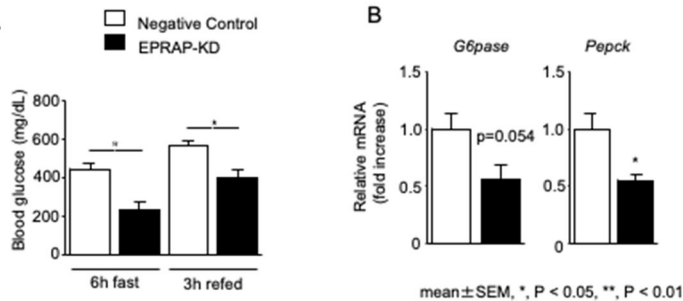 Negative Control
EPRAP-KD
Blood glucose (mg/dL)
800
600
400
200
0
*
*
6h fast
3h refed
B
G6pase
Pepck
Relative mRNA
(fold increase)
1.5
1.0
0.5
0
p=0.054
1.5
1.0
0.5
0
*
mean±SEM, *, P < 0.05, **, P < 0.01